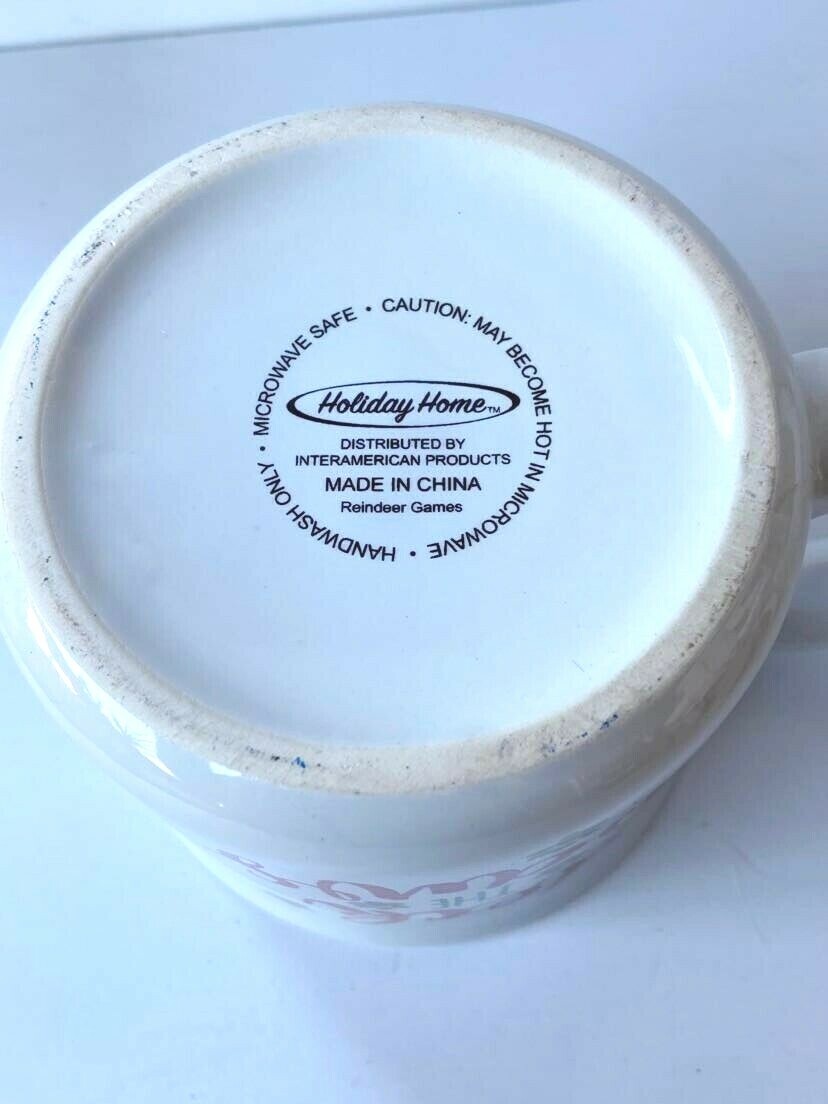 MICROWAVE SAFE • CAUTION: MAY BECOME HOT IN MICROWAVE • HANDWASH ONLY •
Holiday Home™
DISTRIBUTED BY
INTERAMERICAN PRODUCTS
MADE IN CHINA
Reindeer Games
THE